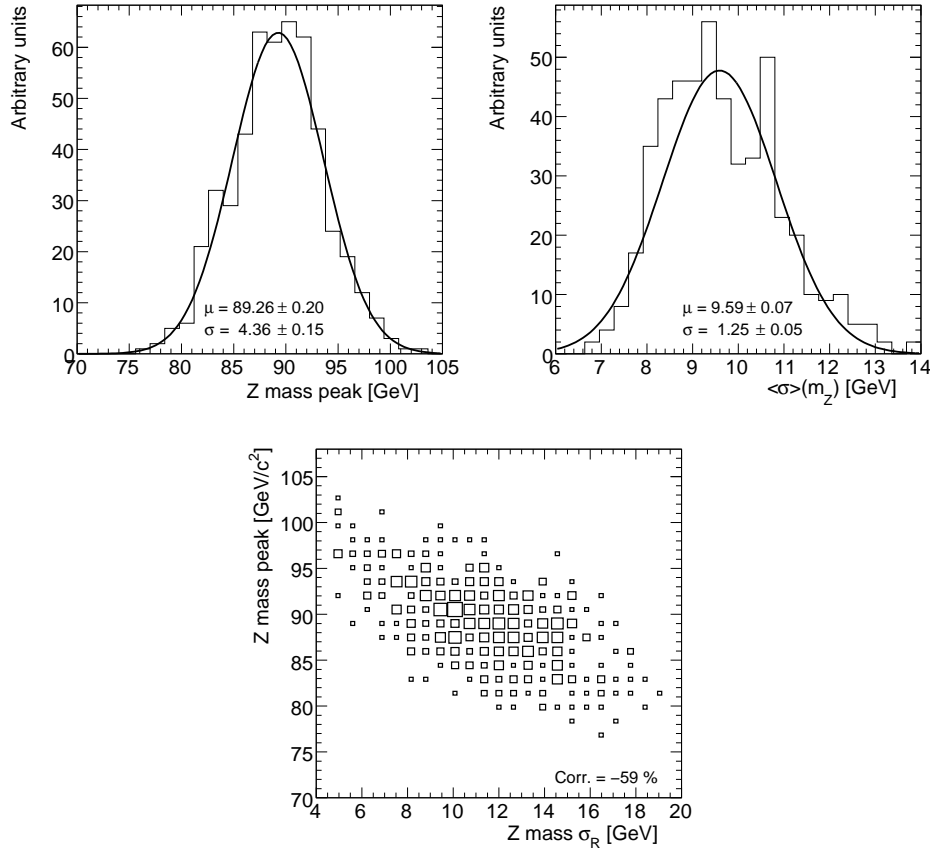 Arbitrary units
60
50
40
30
20
10
0
μ = 89.26 ± 0.20
σ = 4.36 ± 0.15
70 75 80 85 90 95 100 105
Z mass peak [GeV]
Arbitrary units
50
40
30
20
10
0
μ = 9.59 ± 0.07
σ = 1.25 ± 0.05
6 7 8 9 10 11 12 13 14
<σ>(m_Z) [GeV]
Z mass peak [GeV/c²]
105
100
95
90
85
80
75
70
Corr. = −59 %
4 6 8 10 12 14 16 18 20
Z mass σ_R [GeV]